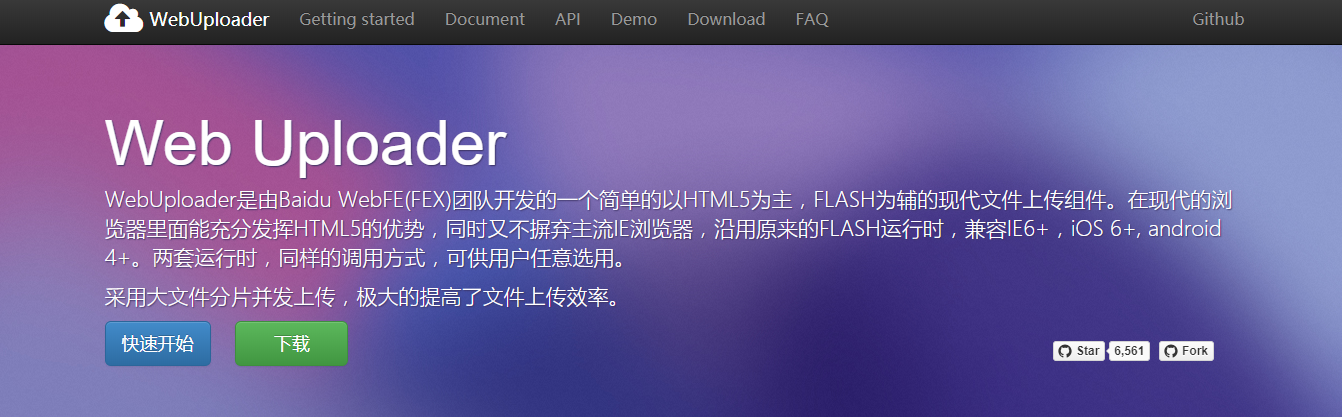 WebUploader Getting started Document API Demo Download FAQ Github
Web Uploader
WebUploader是由Baidu WebFE(FEX)团队开发的一个简单的以HTML5为主，FLASH为辅的现代文件上传组件。在现代的浏
览器里面能充分发挥HTML5的优势，同时又不摒弃主流IE浏览器，沿用原来的FLASH运行时，兼容IE6+，iOS 6+, android
4+。两套运行时，同样的调用方式，可供用户任意选用。
采用大文件分片并发上传，极大的提高了文件上传效率。
快速开始 下载 Star 6,561 Fork